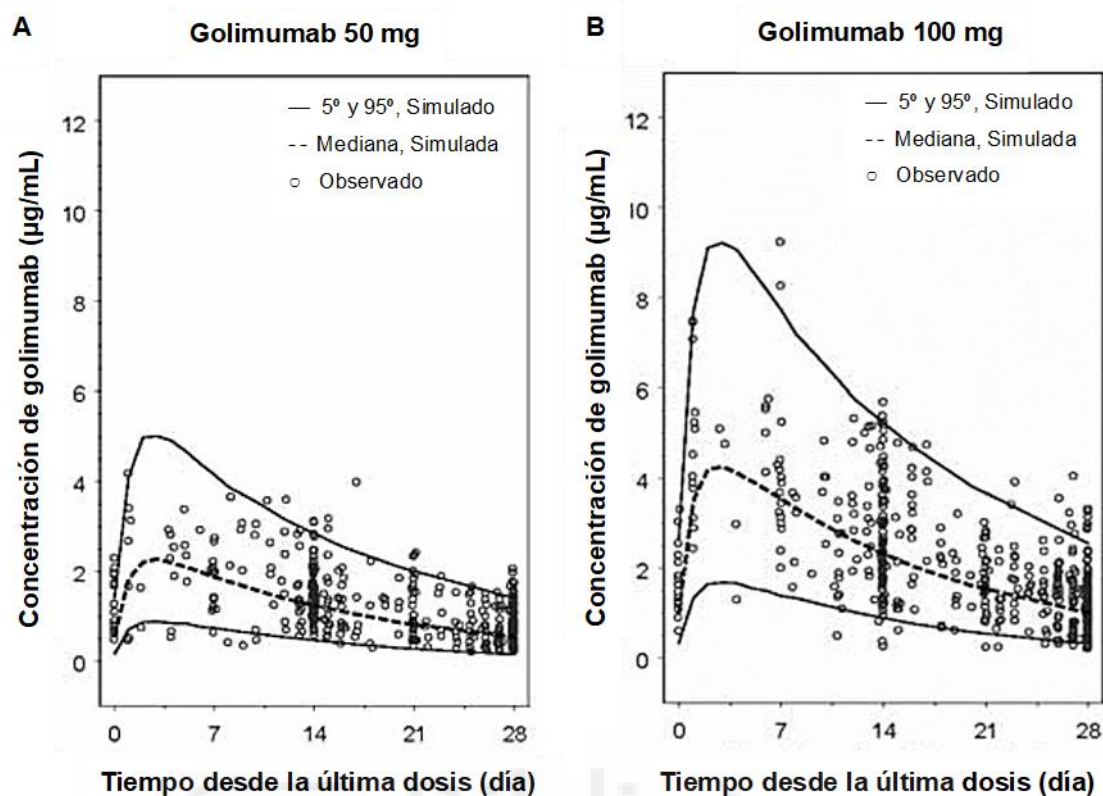 A
Golimumab 50 mg
5º y 95º, Simulado
Mediana, Simulada
Observado
Concentración de golimumab (µg/mL)
12
10
8
6
4
2
0
0 7 14 21 28
Tiempo desde la última dosis (día)
B
Golimumab 100 mg
5º y 95º, Simulado
Mediana, Simulada
Observado
Concentración de golimumab (µg/mL)
12
10
8
6
4
2
0
0 7 14 21 28
Tiempo desde la última dosis (día)